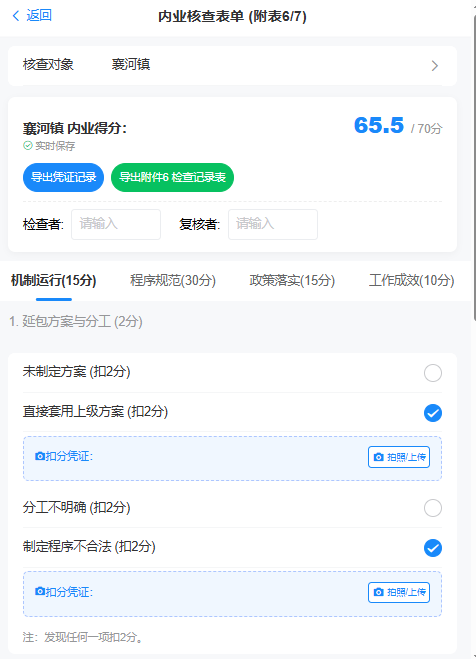 返回
内业核查表单 (附表6/7)
核查对象 襄河镇
襄河镇 内业得分:
65.5 / 70分
实时保存
导出凭证记录 导出附件6 检查记录表
检查者: 请输入 复核者: 请输入
机制运行(15分) 程序规范(30分) 政策落实(15分) 工作成效(10分)
1. 延包方案与分工 (2分)
未制定方案 (扣2分)
直接套用上级方案 (扣2分)
扣分凭证: 拍照/上传
分工不明确 (扣2分)
制定程序不合法 (扣2分)
扣分凭证: 拍照/上传
注：发现任何一项扣2分。